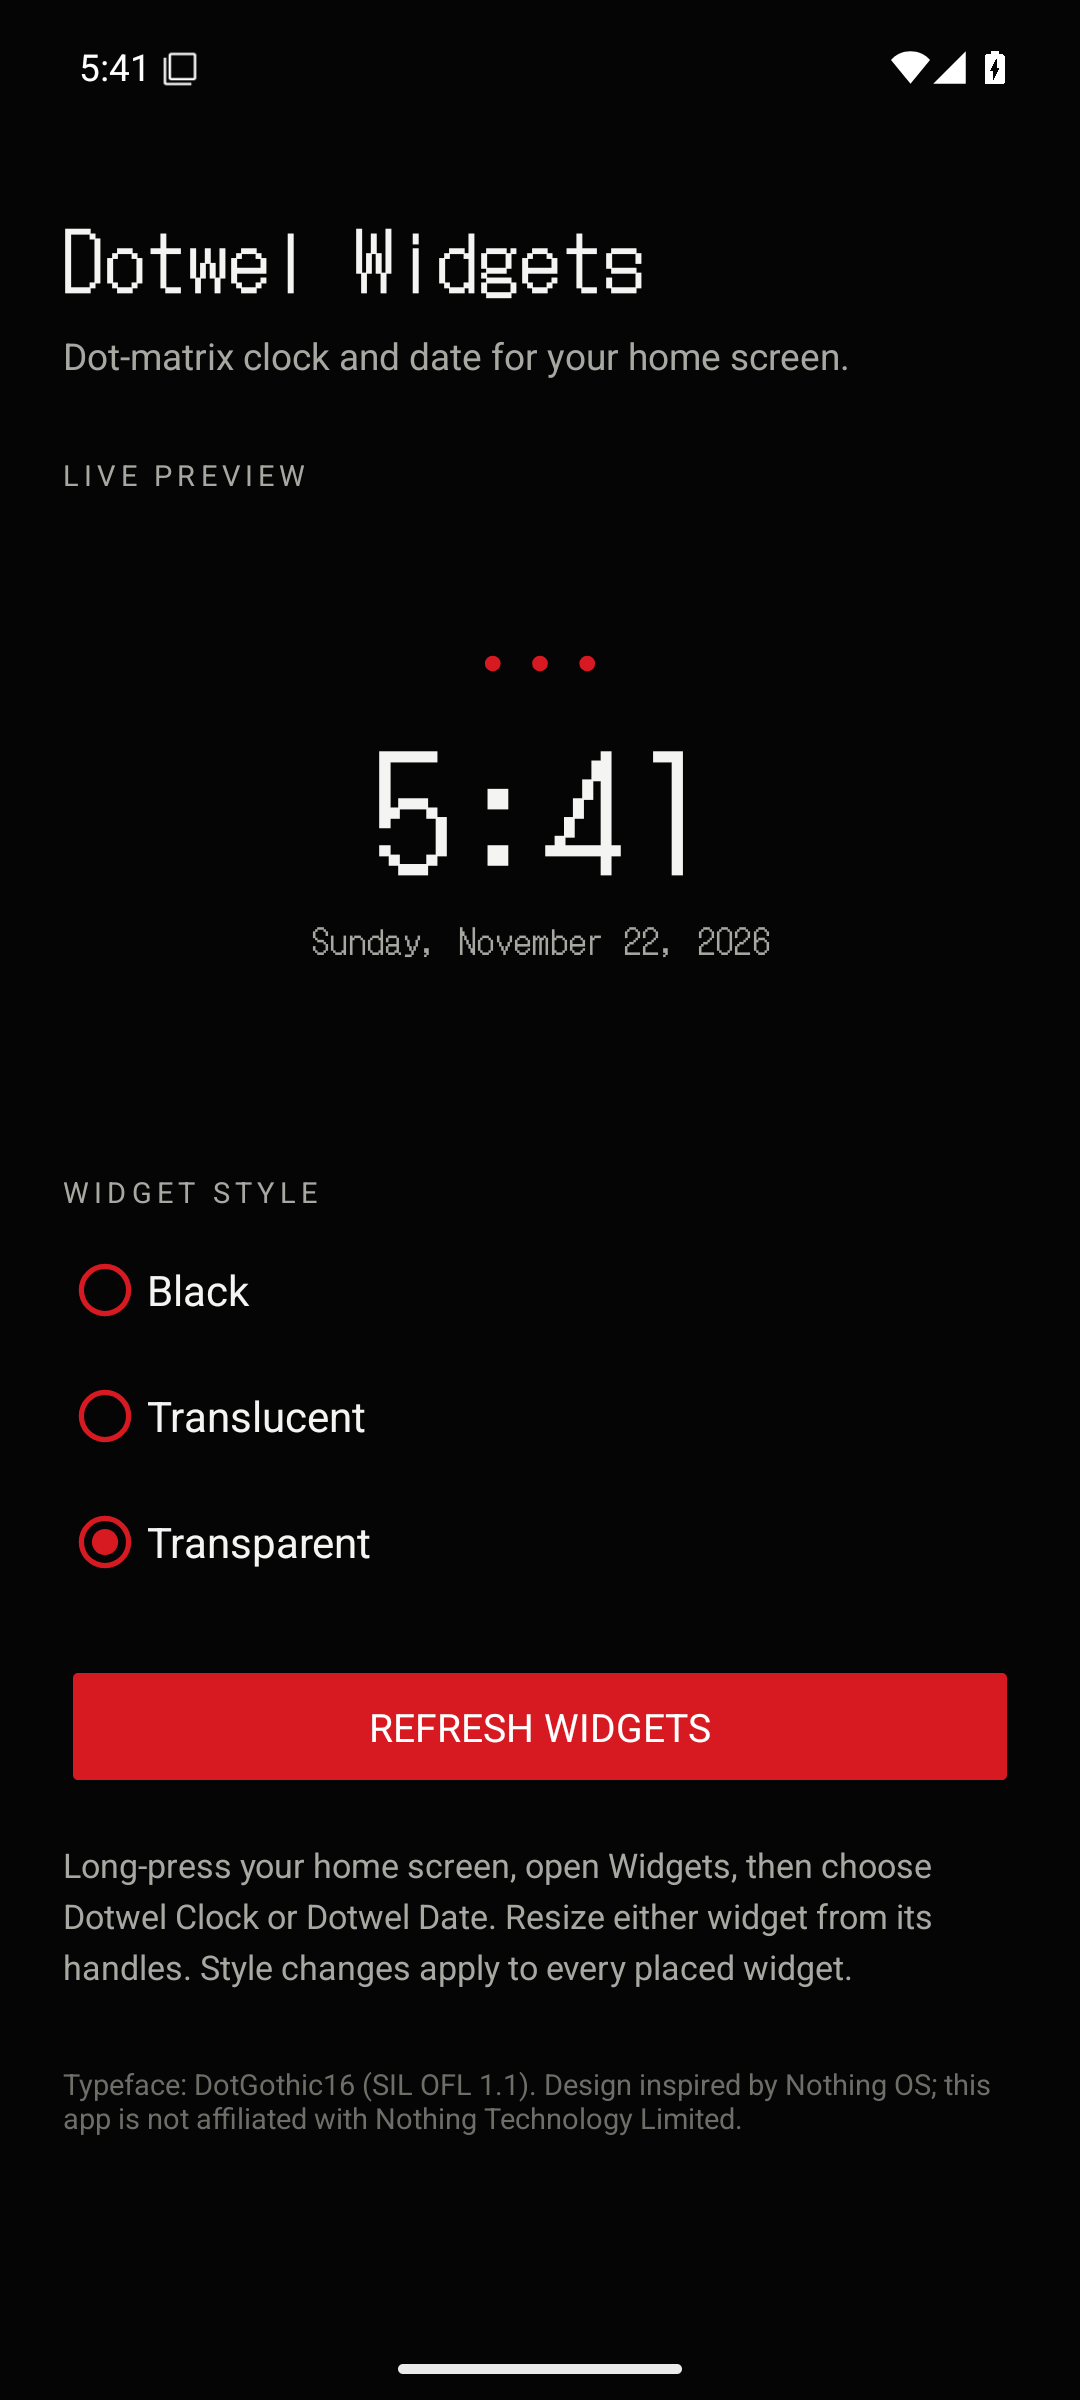 5:41
Dotwel Widgets
Dot-matrix clock and date for your home screen.
LIVE PREVIEW
5:41
Sunday, November 22, 2026
WIDGET STYLE
Black
Translucent
Transparent
REFRESH WIDGETS
Long-press your home screen, open Widgets, then choose
Dotwel Clock or Dotwel Date. Resize either widget from its
handles. Style changes apply to every placed widget.
Typeface: DotGothic16 (SIL OFL 1.1). Design inspired by Nothing OS; this
app is not affiliated with Nothing Technology Limited.